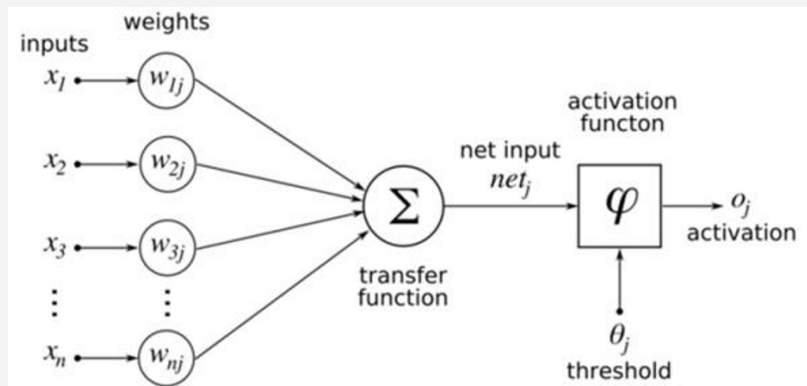 weights
inputs
x₁ w₁ⱼ
activation
functon
x₂ w₂ⱼ
net input
netⱼ
Σ
φ
oⱼ
activation
x₃ w₃ⱼ
transfer
function
⋮ ⋮
xₙ wₙⱼ
θⱼ
threshold